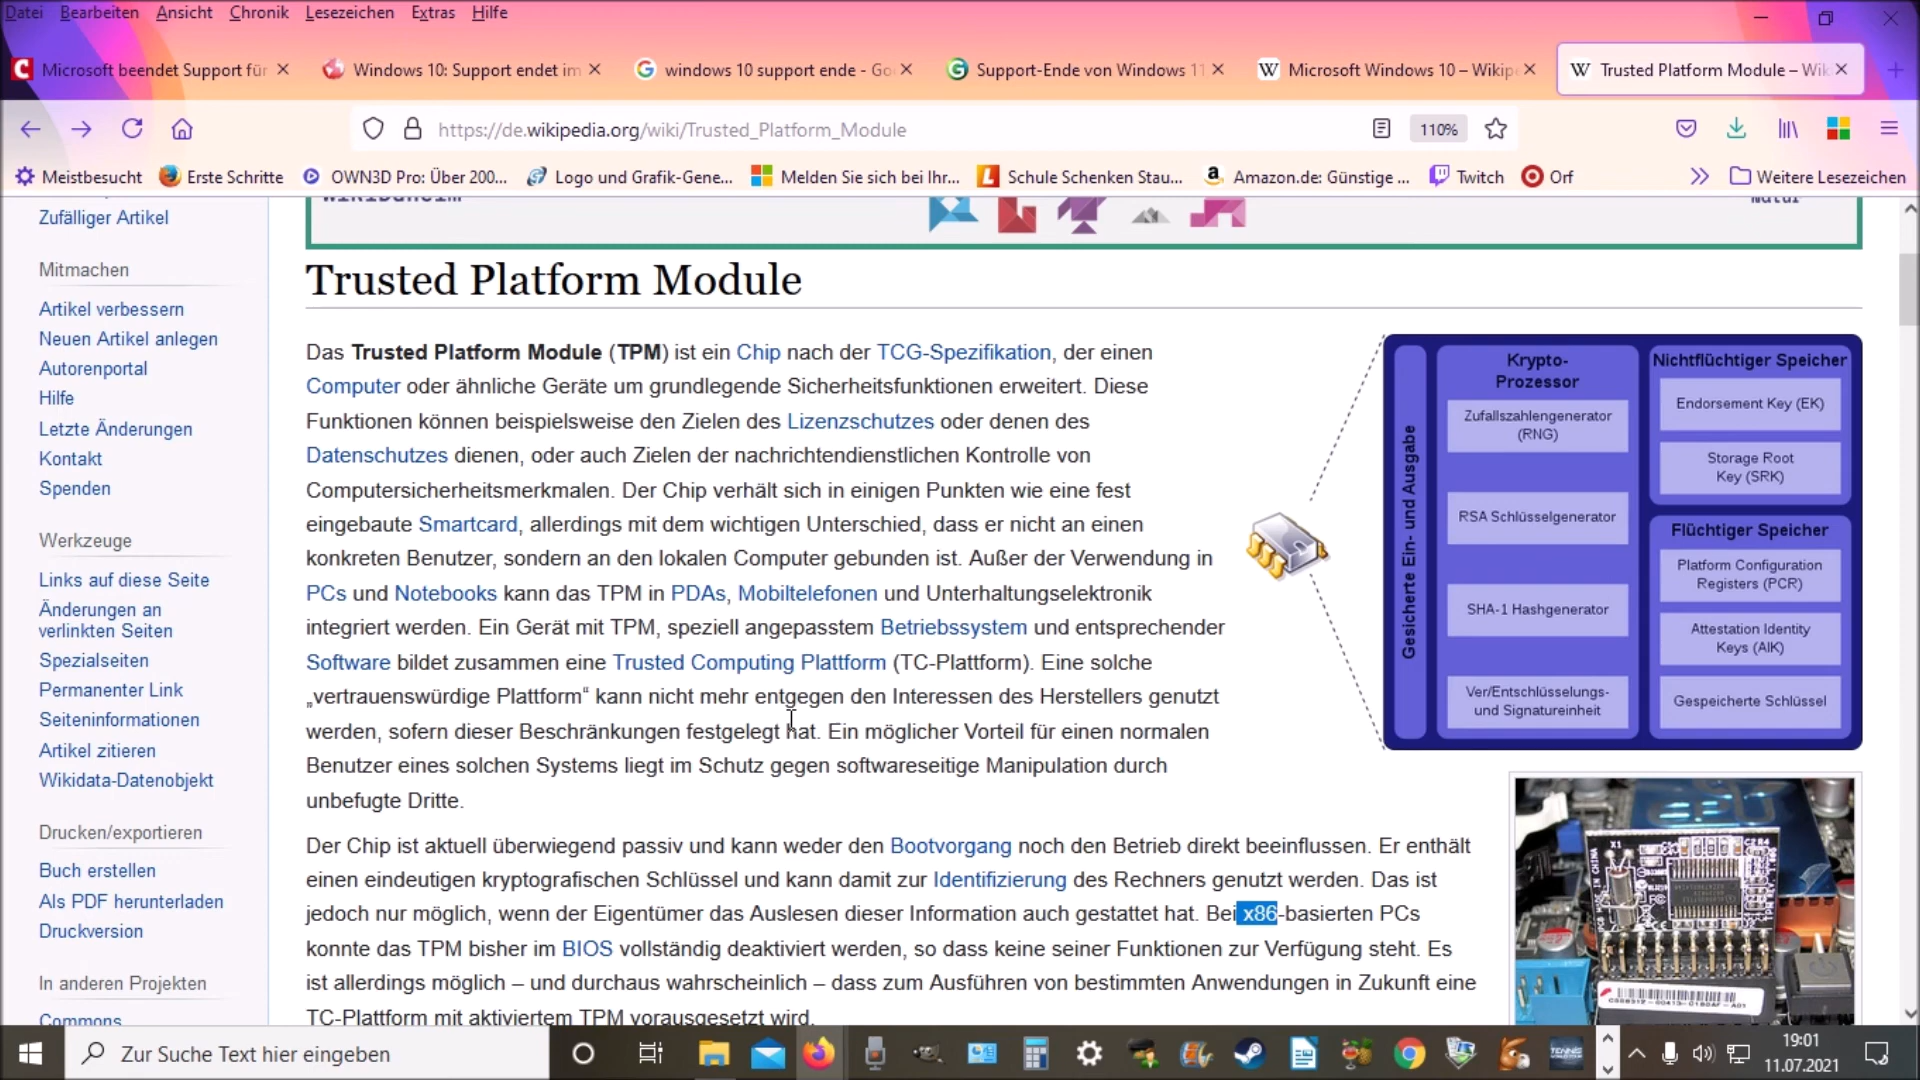 Datei Bearbeiten Ansicht Chronik Lesezeichen Extras Hilfe
Microsoft beendet Support für
Windows 10: Support endet im
windows 10 support ende - Go
Support-Ende von Windows 11
Microsoft Windows 10 – Wikip
Trusted Platform Module – Wik
https://de.wikipedia.org/wiki/Trusted_Platform_Module
110%
Meistbesucht Erste Schritte OWN3D Pro: Über 200... Logo und Grafik-Gene... Melden Sie sich bei Ihr... Schule Schenken Stau... Amazon.de: Günstige ... Twitch Orf Weitere Lesezeichen
Zufälliger Artikel
Mitmachen
Artikel verbessern
Neuen Artikel anlegen
Autorenportal
Hilfe
Letzte Änderungen
Kontakt
Spenden
Werkzeuge
Links auf diese Seite
Änderungen an
verlinkten Seiten
Spezialseiten
Permanenter Link
Seiteninformationen
Artikel zitieren
Wikidata-Datenobjekt
Drucken/exportieren
Buch erstellen
Als PDF herunterladen
Druckversion
In anderen Projekten
Commons
Trusted Platform Module
Das Trusted Platform Module (TPM) ist ein Chip nach der TCG-Spezifikation, der einen
Computer oder ähnliche Geräte um grundlegende Sicherheitsfunktionen erweitert. Diese
Funktionen können beispielsweise den Zielen des Lizenzschutzes oder denen des
Datenschutzes dienen, oder auch Zielen der nachrichtendienstlichen Kontrolle von
Computersicherheitsmerkmalen. Der Chip verhält sich in einigen Punkten wie eine fest
eingebaute Smartcard, allerdings mit dem wichtigen Unterschied, dass er nicht an einen
konkreten Benutzer, sondern an den lokalen Computer gebunden ist. Außer der Verwendung in
PCs und Notebooks kann das TPM in PDAs, Mobiltelefonen und Unterhaltungselektronik
integriert werden. Ein Gerät mit TPM, speziell angepasstem Betriebssystem und entsprechender
Software bildet zusammen eine Trusted Computing Plattform (TC-Plattform). Eine solche
„vertrauenswürdige Plattform“ kann nicht mehr entgegen den Interessen des Herstellers genutzt
werden, sofern dieser Beschränkungen festgelegt hat. Ein möglicher Vorteil für einen normalen
Benutzer eines solchen Systems liegt im Schutz gegen softwareseitige Manipulation durch
unbefugte Dritte.
Der Chip ist aktuell überwiegend passiv und kann weder den Bootvorgang noch den Betrieb direkt beeinflussen. Er enthält
einen eindeutigen kryptografischen Schlüssel und kann damit zur Identifizierung des Rechners genutzt werden. Das ist
jedoch nur möglich, wenn der Eigentümer das Auslesen dieser Information auch gestattet hat. Bei x86-basierten PCs
konnte das TPM bisher im BIOS vollständig deaktiviert werden, so dass keine seiner Funktionen zur Verfügung steht. Es
ist allerdings möglich – und durchaus wahrscheinlich – dass zum Ausführen von bestimmten Anwendungen in Zukunft eine
TC-Plattform mit aktiviertem TPM vorausgesetzt wird.
Gesicherte Ein- und Ausgabe
Krypto-
Prozessor
Zufallszahlengenerator
(RNG)
RSA Schlüsselgenerator
SHA-1 Hashgenerator
Ver/Entschlüsselungs-
und Signatureinheit
Nichtflüchtiger Speicher
Endorsement Key (EK)
Storage Root
Key (SRK)
Flüchtiger Speicher
Platform Configuration
Registers (PCR)
Attestation Identity
Keys (AIK)
Gespeicherte Schlüssel
Zur Suche Text hier eingeben
19:01
11.07.2021